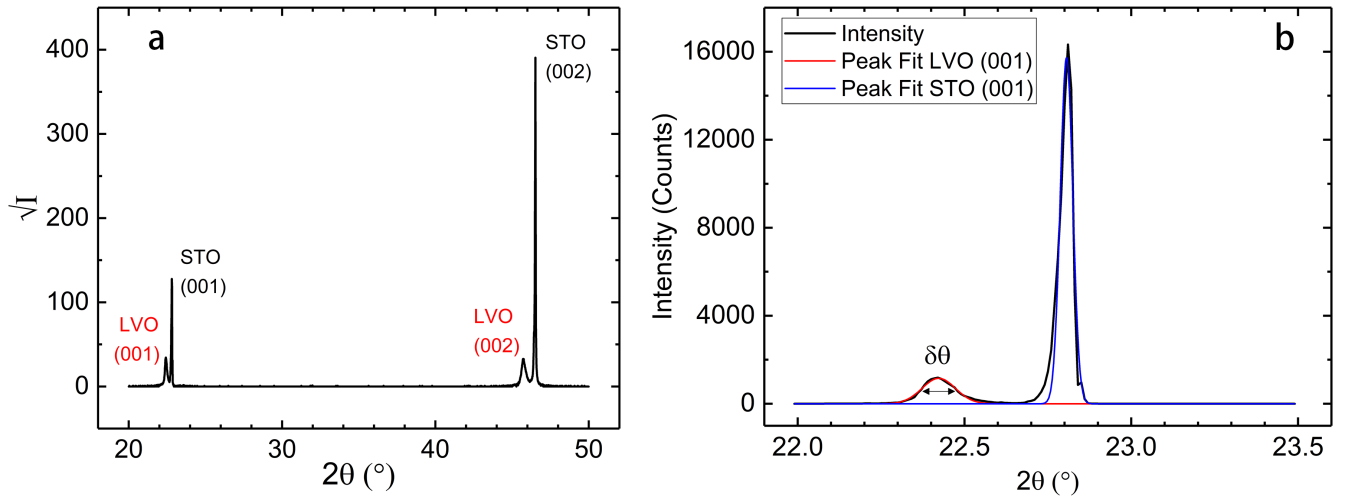 a
400
300
200
100
0
√I
STO
(002)
STO
(001)
LVO
(001)
LVO
(002)
20
30
40
50
2θ (°)
b
Intensity
Peak Fit LVO (001)
Peak Fit STO (001)
16000
12000
8000
4000
0
Intensity (Counts)
δθ
22.0
22.5
23.0
23.5
2θ (°)